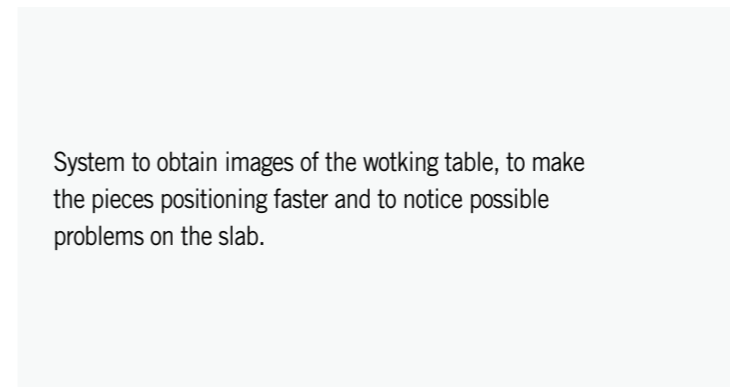 System to obtain images of the wotking table, to make
the pieces positioning faster and to notice possible
problems on the slab.